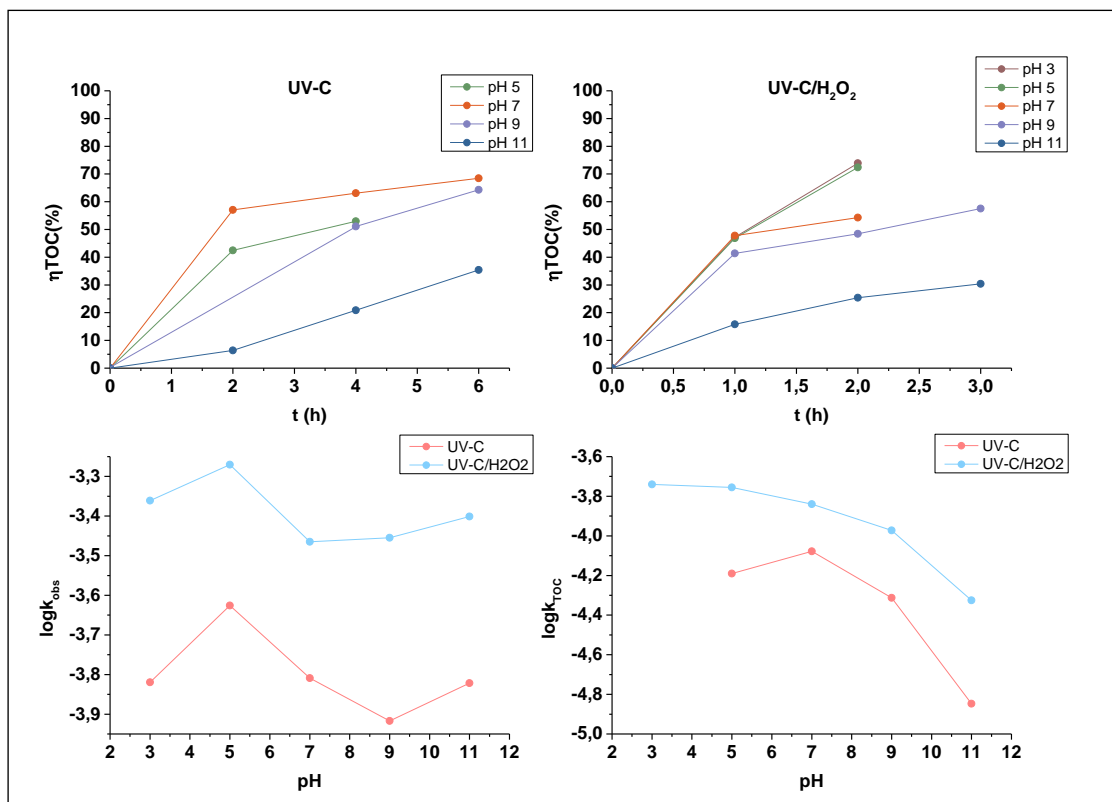 UV-C
pH 5
pH 7
pH 9
pH 11
100
90
80
70
60
50
40
30
20
10
0
ηTOC(%)
0 1 2 3 4 5 6
t (h)
UV-C/H₂O₂
pH 3
pH 5
pH 7
pH 9
pH 11
100
90
80
70
60
50
40
30
20
10
0
ηTOC(%)
0,0 0,5 1,0 1,5 2,0 2,5 3,0
t (h)
UV-C
UV-C/H2O2
-3,3
-3,4
-3,5
-3,6
-3,7
-3,8
-3,9
logk_obs
2 3 4 5 6 7 8 9 10 11 12
pH
UV-C
UV-C/H2O2
-3,6
-3,8
-4,0
-4,2
-4,4
-4,6
-4,8
-5,0
logk_TOC
2 3 4 5 6 7 8 9 10 11 12
pH